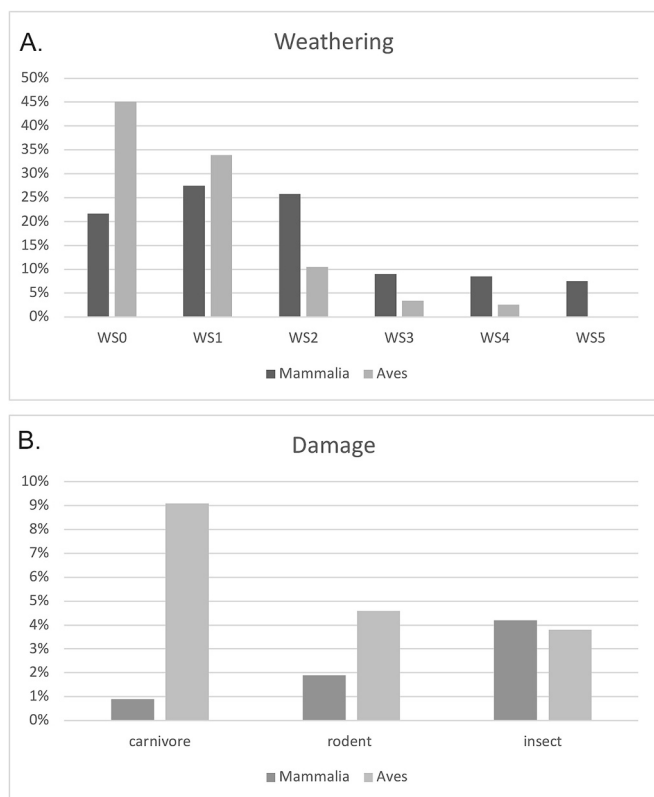 A.
Weathering
50%
45%
40%
35%
30%
25%
20%
15%
10%
5%
0%
WS0 WS1 WS2 WS3 WS4 WS5
Mammalia Aves
B.
Damage
10%
9%
8%
7%
6%
5%
4%
3%
2%
1%
0%
carnivore rodent insect
Mammalia Aves